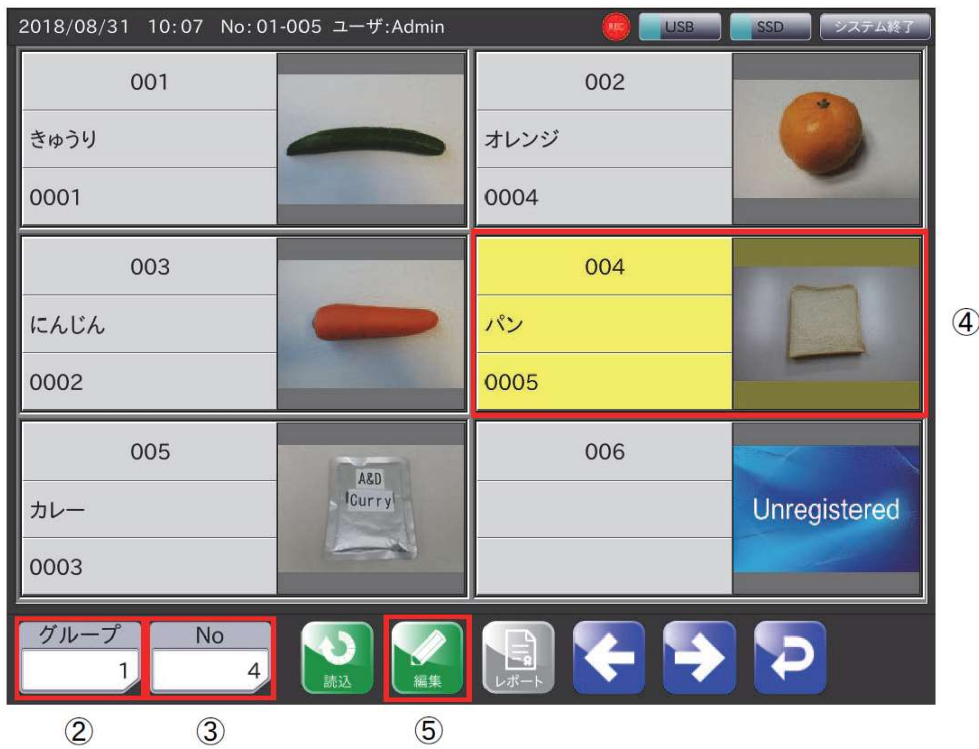 2018/08/31 10:07 No:01-005 ユーザ:Admin
REC
USB
SSD
システム終了
001
きゅうり
0001
002
オレンジ
0004
003
にんじん
0002
004
パン
0005
④
005
カレー
0003
A&D
Curry
006
Unregistered
グループ
1
No
4
読込
編集
レポート
②
③
⑤